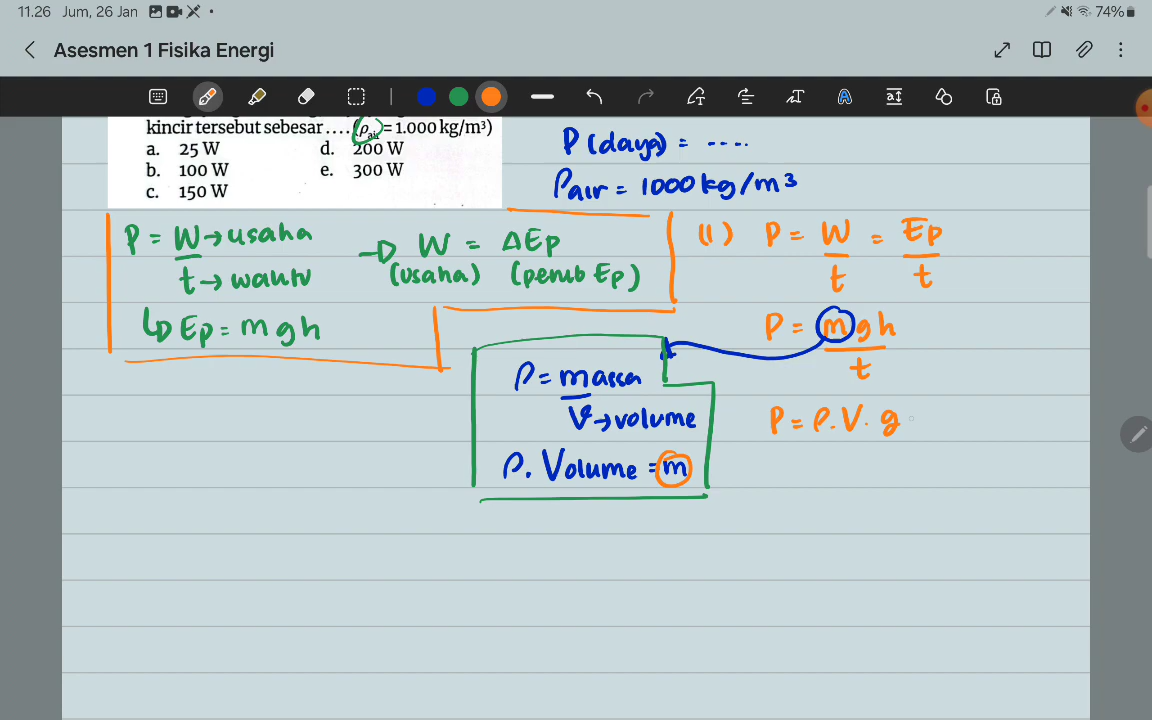 11.26 Jum, 26 Jan
74%
Asesmen 1 Fisika Energi
kincir tersebut sebesar .... (ρair = 1.000 kg/m³)
a. 25 W d. 200 W
b. 100 W e. 300 W
c. 150 W
P (daya) = ....
ρair = 1000 kg/m³
P = W → usaha
t → waktu
W = ΔEp
(usaha) (perub Ep)
Ep = m g h
(1) P = W = Ep
t t
P = m g h
t
ρ = massa
V → volume
ρ. Volume = m
P = ρ. V. g